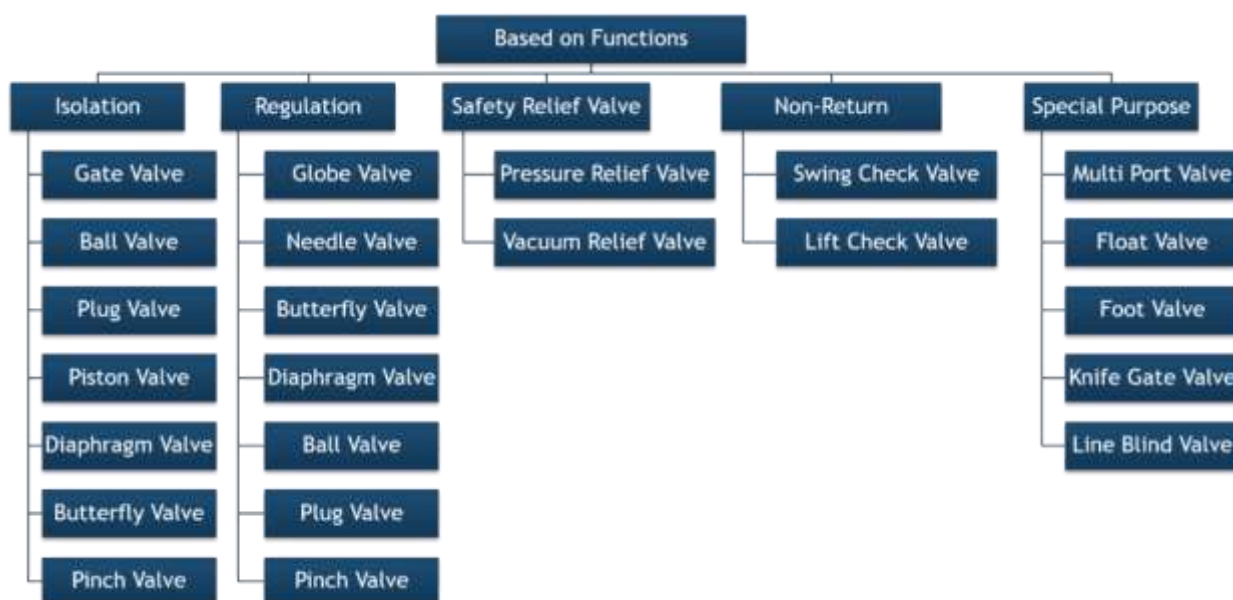 Based on Functions
Isolation
Gate Valve
Ball Valve
Plug Valve
Piston Valve
Diaphragm Valve
Butterfly Valve
Pinch Valve
Regulation
Globe Valve
Needle Valve
Butterfly Valve
Diaphragm Valve
Ball Valve
Plug Valve
Pinch Valve
Safety Relief Valve
Pressure Relief Valve
Vacuum Relief Valve
Non-Return
Swing Check Valve
Lift Check Valve
Special Purpose
Multi Port Valve
Float Valve
Foot Valve
Knife Gate Valve
Line Blind Valve